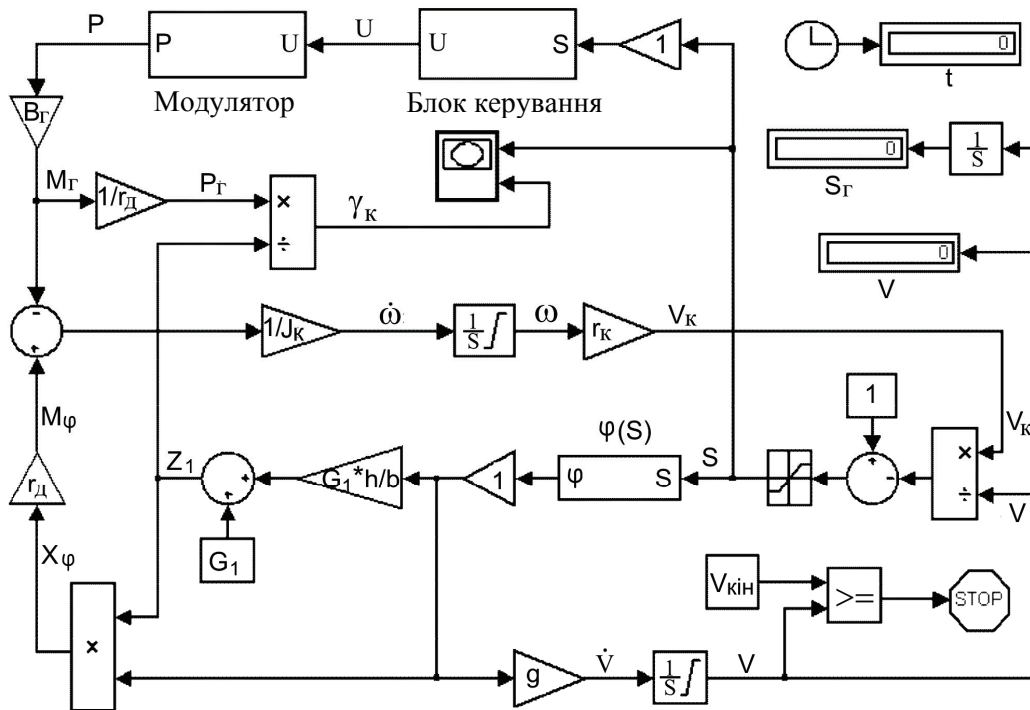 P
P U
U
U S
1
0
t
Модулятор
Блок керування
Bг
Mг
1/rд
Pг
×
÷
γк
0
1/S
Sг
0
V
-
+
1/Jк
ω̇
1/S
ω
rк
Vк
Mφ
rд
Xφ
Z1
+
+
G1
G1*h/b
1
φ(S)
φ S
S
1
+
-
×
÷
Vк
V
Vкін
>=
STOP
×
g
V̇
1/S
V